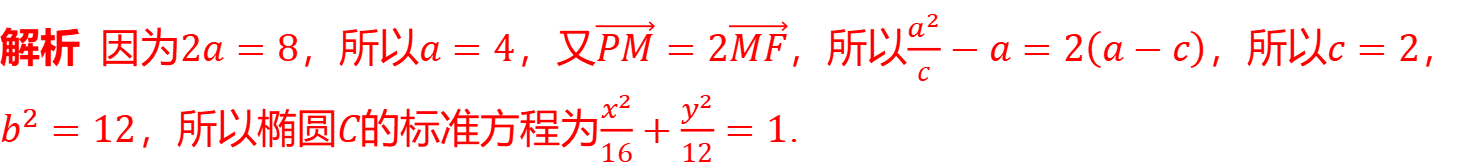 解析 因为2a = 8，所以a = 4，又$\overrightarrow{PM}$ = 2$\overrightarrow{MF}$，所以$\frac{a^2}{c}$ − a = 2(a − c)，所以c = 2，
b² = 12，所以椭圆C的标准方程为$\frac{x^2}{16}$ + $\frac{y^2}{12}$ = 1.